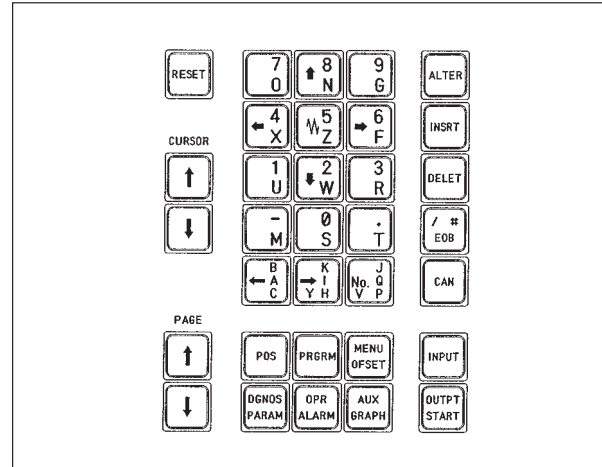 RESET
7
O
8
N
9
G
ALTER
4
X
5
Z
6
F
INSRT
CURSOR
1
U
2
W
3
R
DELET
-
M
0
S
.
T
/ #
EOB
B
A
C
K
I
Y H
J
No. Q
V P
CAN
PAGE
POS
PRGRM
MENU
OFSET
INPUT
DGNOS
PARAM
OPR
ALARM
AUX
GRAPH
OUTPT
START